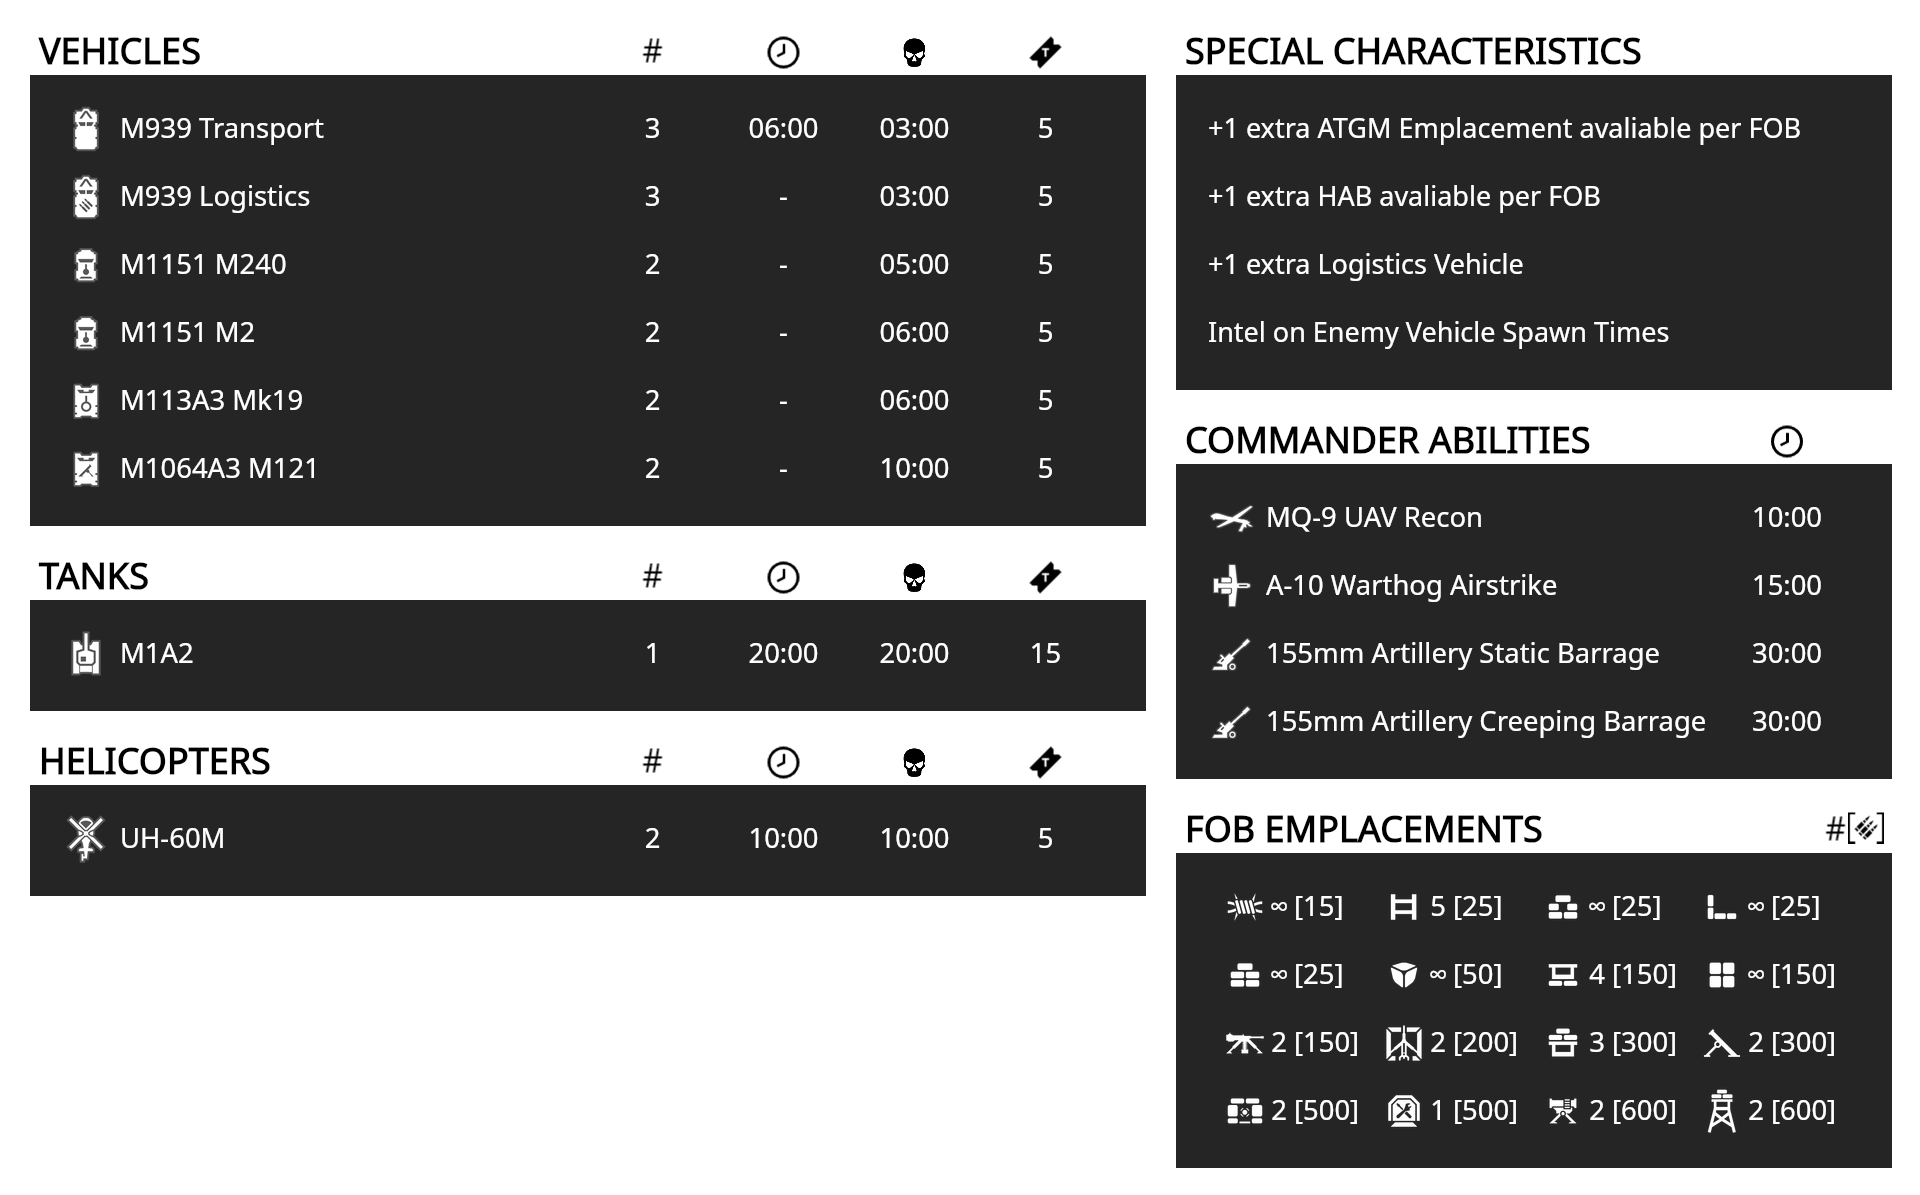 VEHICLES #
M939 Transport 3 06:00 03:00 5
M939 Logistics 3 - 03:00 5
M1151 M240 2 - 05:00 5
M1151 M2 2 - 06:00 5
M113A3 Mk19 2 - 06:00 5
M1064A3 M121 2 - 10:00 5
TANKS #
M1A2 1 20:00 20:00 15
HELICOPTERS #
UH-60M 2 10:00 10:00 5
SPECIAL CHARACTERISTICS
+1 extra ATGM Emplacement avaliable per FOB
+1 extra HAB avaliable per FOB
+1 extra Logistics Vehicle
Intel on Enemy Vehicle Spawn Times
COMMANDER ABILITIES
MQ-9 UAV Recon 10:00
A-10 Warthog Airstrike 15:00
155mm Artillery Static Barrage 30:00
155mm Artillery Creeping Barrage 30:00
FOB EMPLACEMENTS #[]
∞ [15] 5 [25] ∞ [25] ∞ [25]
∞ [25] ∞ [50] 4 [150] ∞ [150]
2 [150] 2 [200] 3 [300] 2 [300]
2 [500] 1 [500] 2 [600] 2 [600]